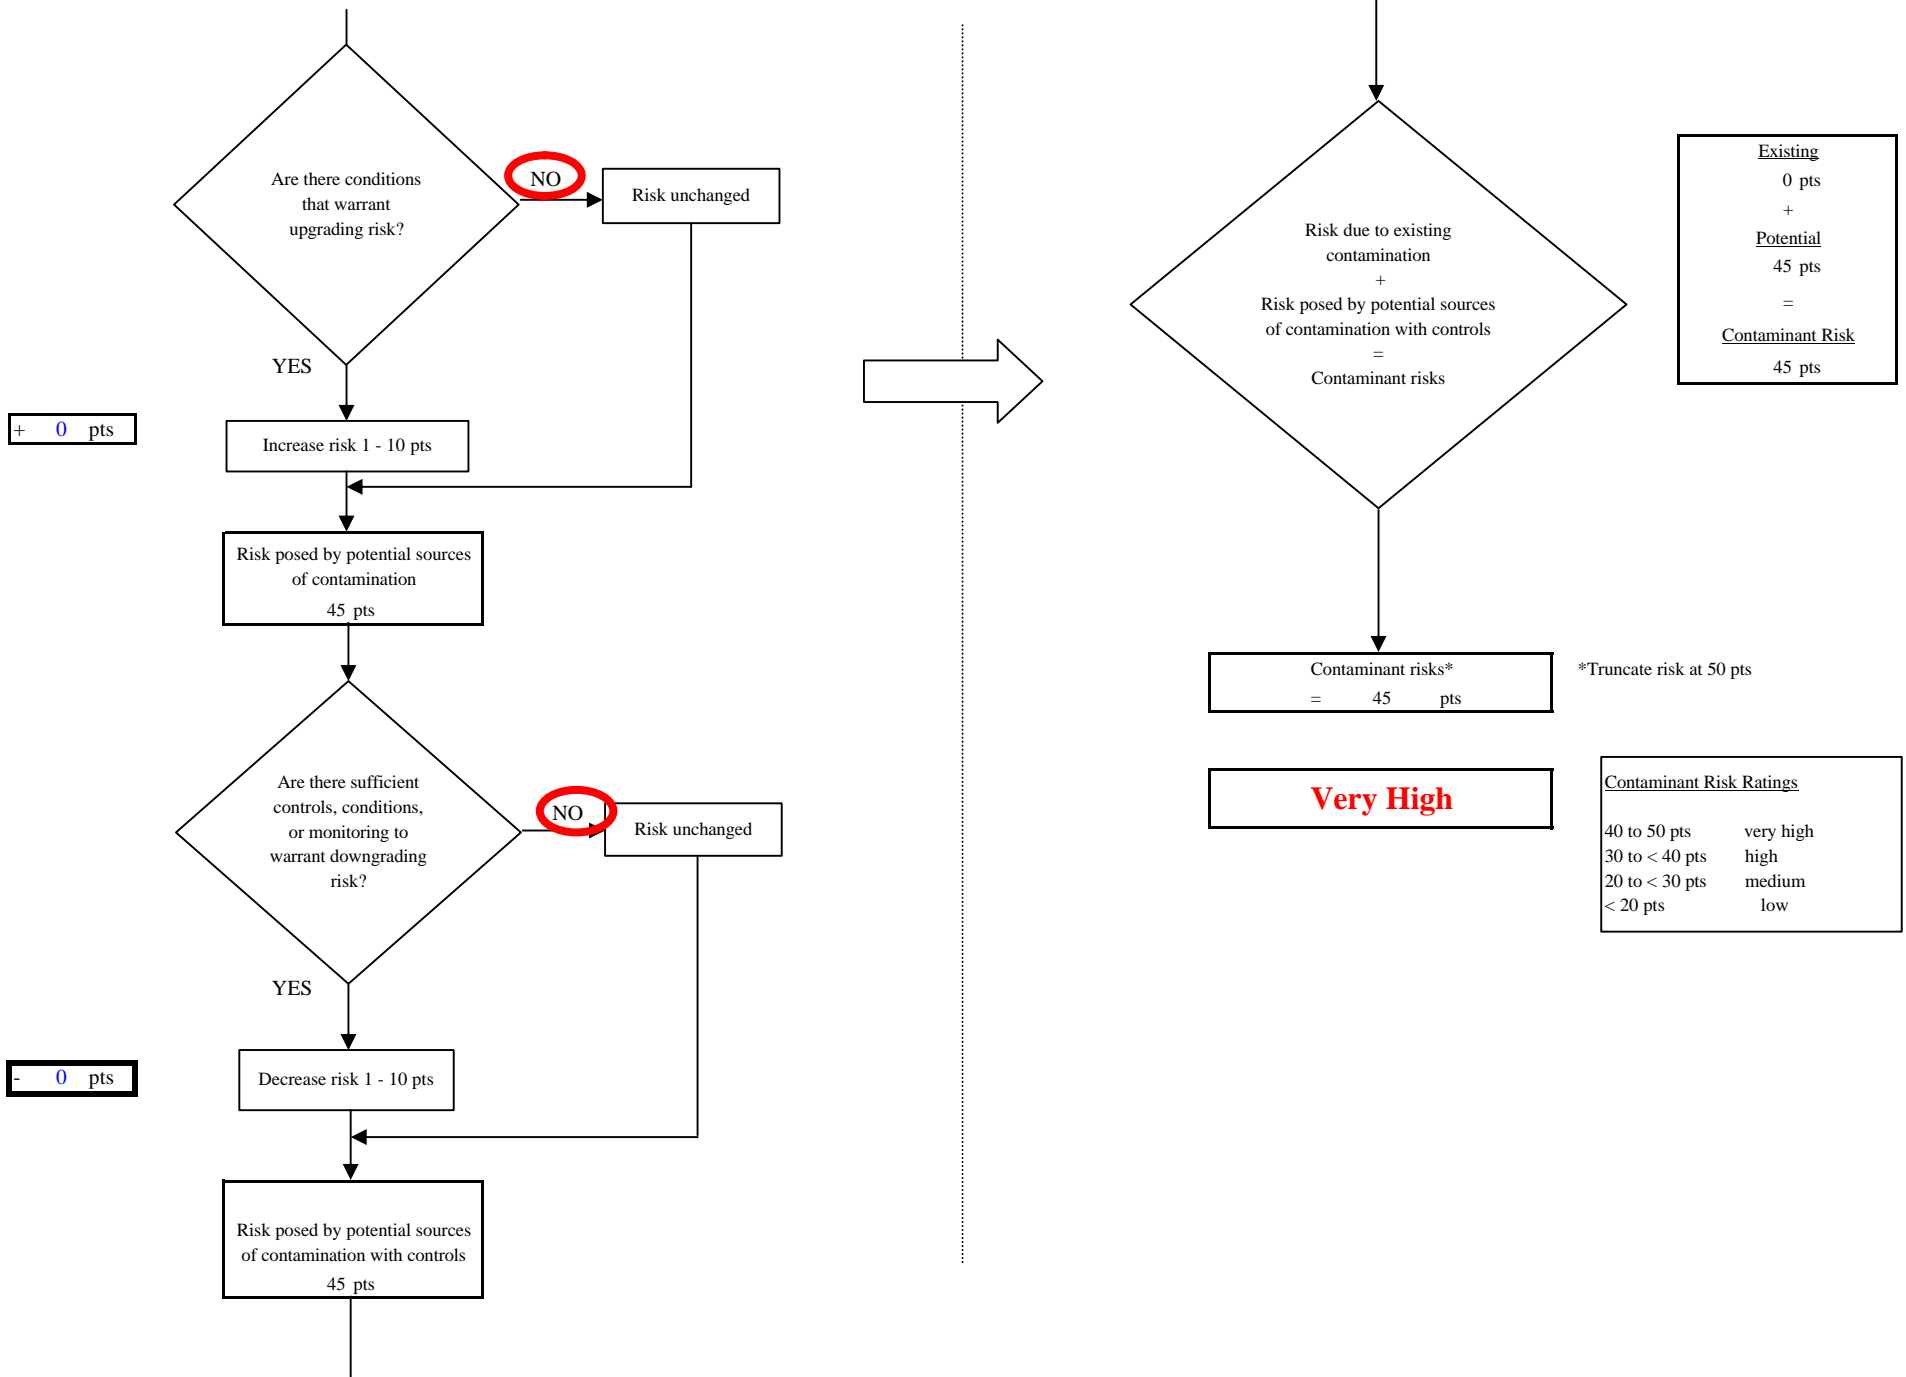 Are there conditions
that warrant
upgrading risk?
NO
Risk unchanged
YES
+ 0 pts
Increase risk 1 - 10 pts
Risk posed by potential sources
of contamination
45 pts
Are there sufficient
controls, conditions,
or monitoring to
warrant downgrading
risk?
NO
Risk unchanged
YES
- 0 pts
Decrease risk 1 - 10 pts
Risk posed by potential sources
of contamination with controls
45 pts
Risk due to existing
contamination
+
Risk posed by potential sources
of contamination with controls
=
Contaminant risks
Existing
0 pts
+
Potential
45 pts
=
Contaminant Risk
45 pts
Contaminant risks*
= 45 pts
*Truncate risk at 50 pts
Very High
Contaminant Risk Ratings
40 to 50 pts very high
30 to < 40 pts high
20 to < 30 pts medium
< 20 pts low